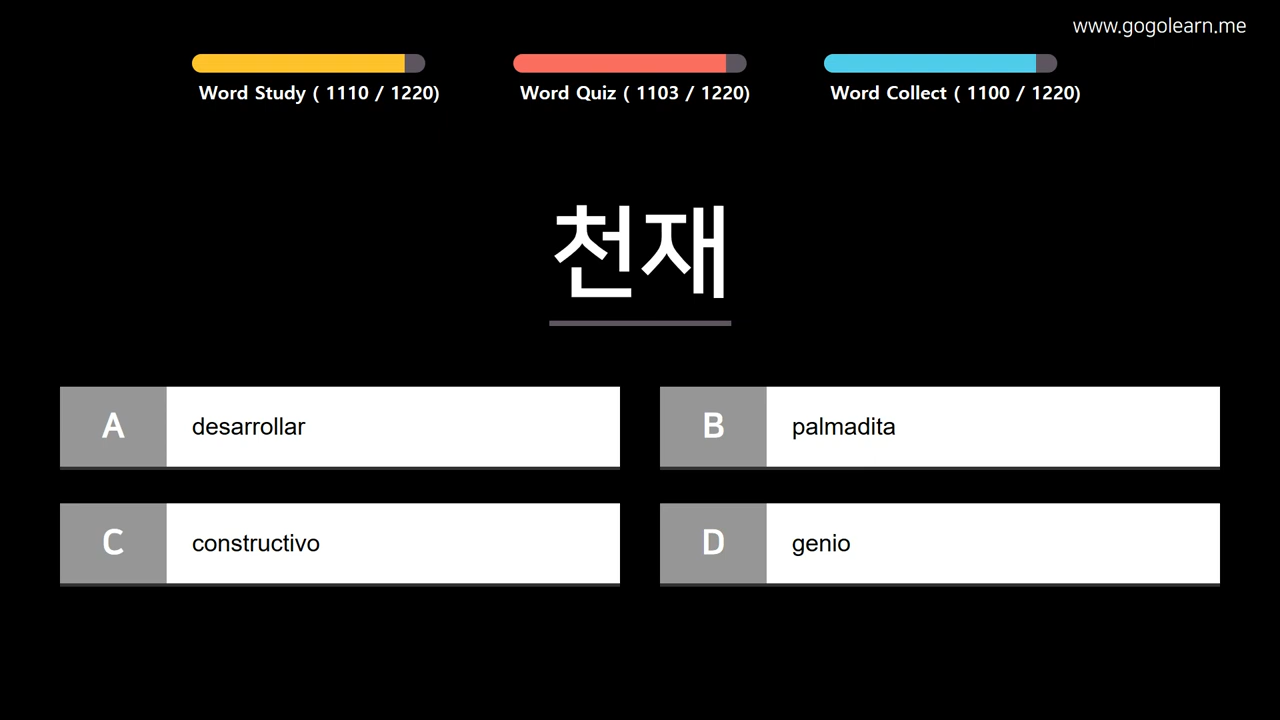 www.gogolearn.me
Word Study ( 1110 / 1220)
Word Quiz ( 1103 / 1220)
Word Collect ( 1100 / 1220)
천재
A desarrollar
B palmadita
C constructivo
D genio